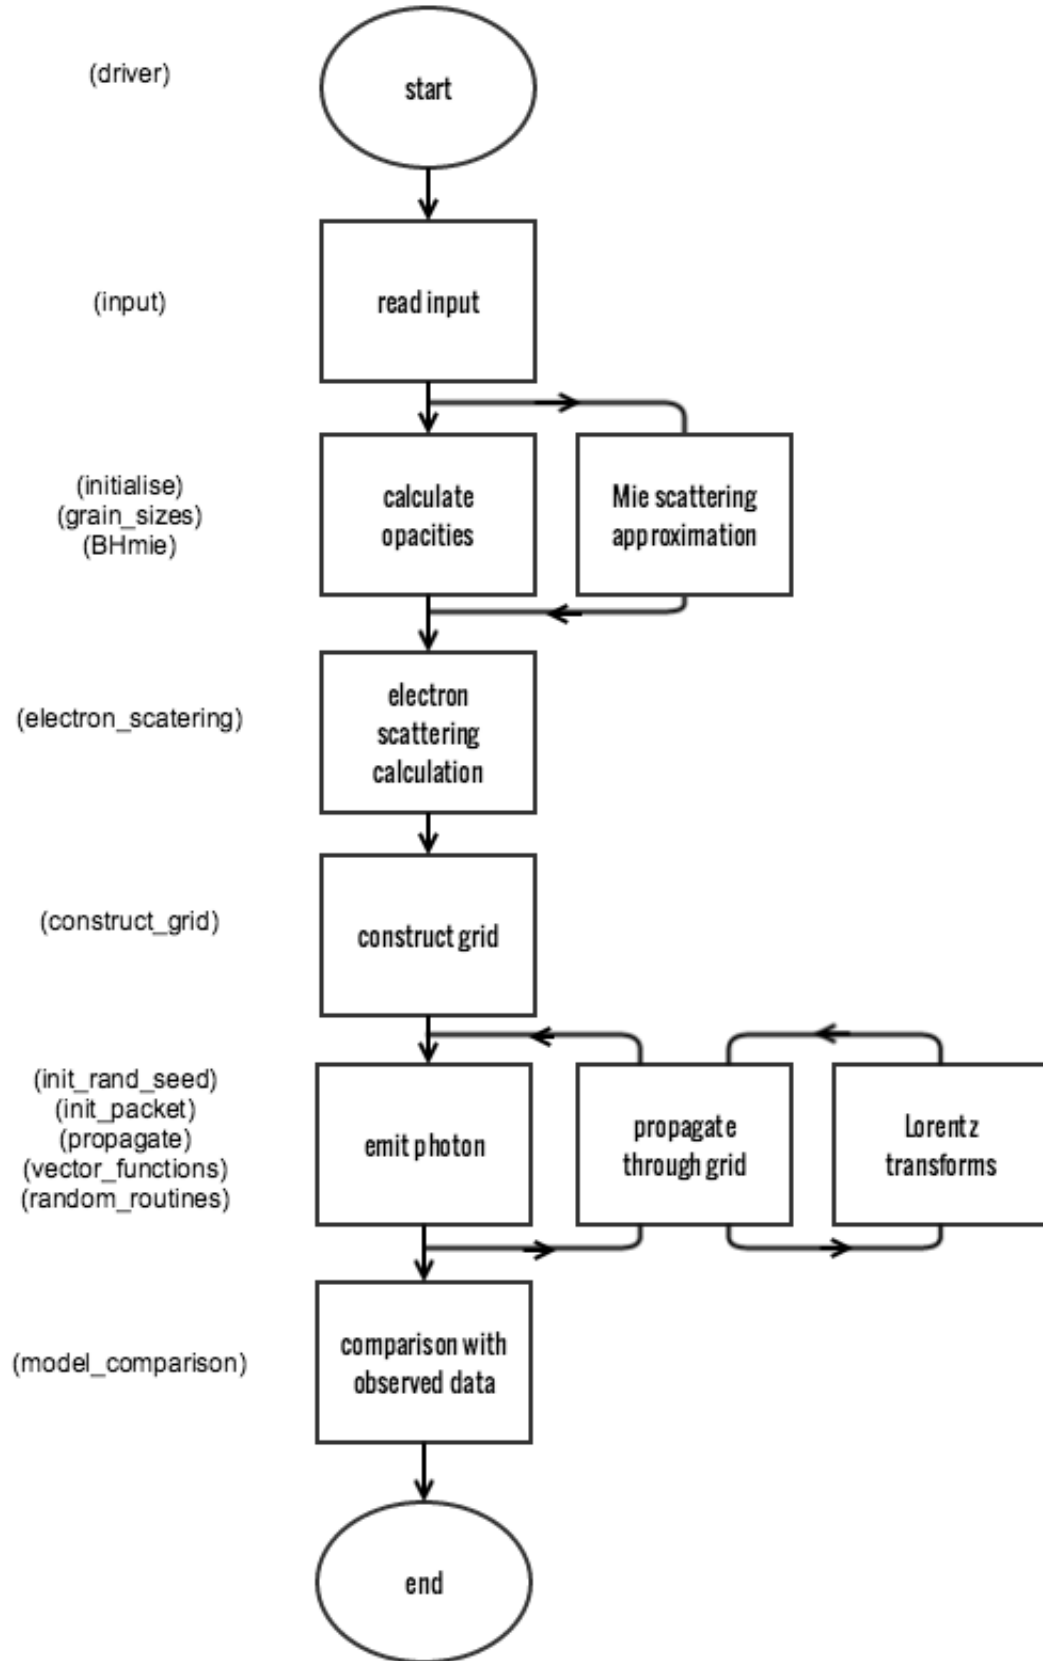 (driver)
start
(input)
read input
(initialise)
(grain_sizes)
(BHmie)
calculate
opacities
Mie scattering
approximation
(electron_scatering)
electron
scattering
calculation
(construct_grid)
construct grid
(init_rand_seed)
(init_packet)
(propagate)
(vector_functions)
(random_routines)
emit photon
propagate
through grid
Lorentz
transforms
(model_comparison)
comparison with
observed data
end